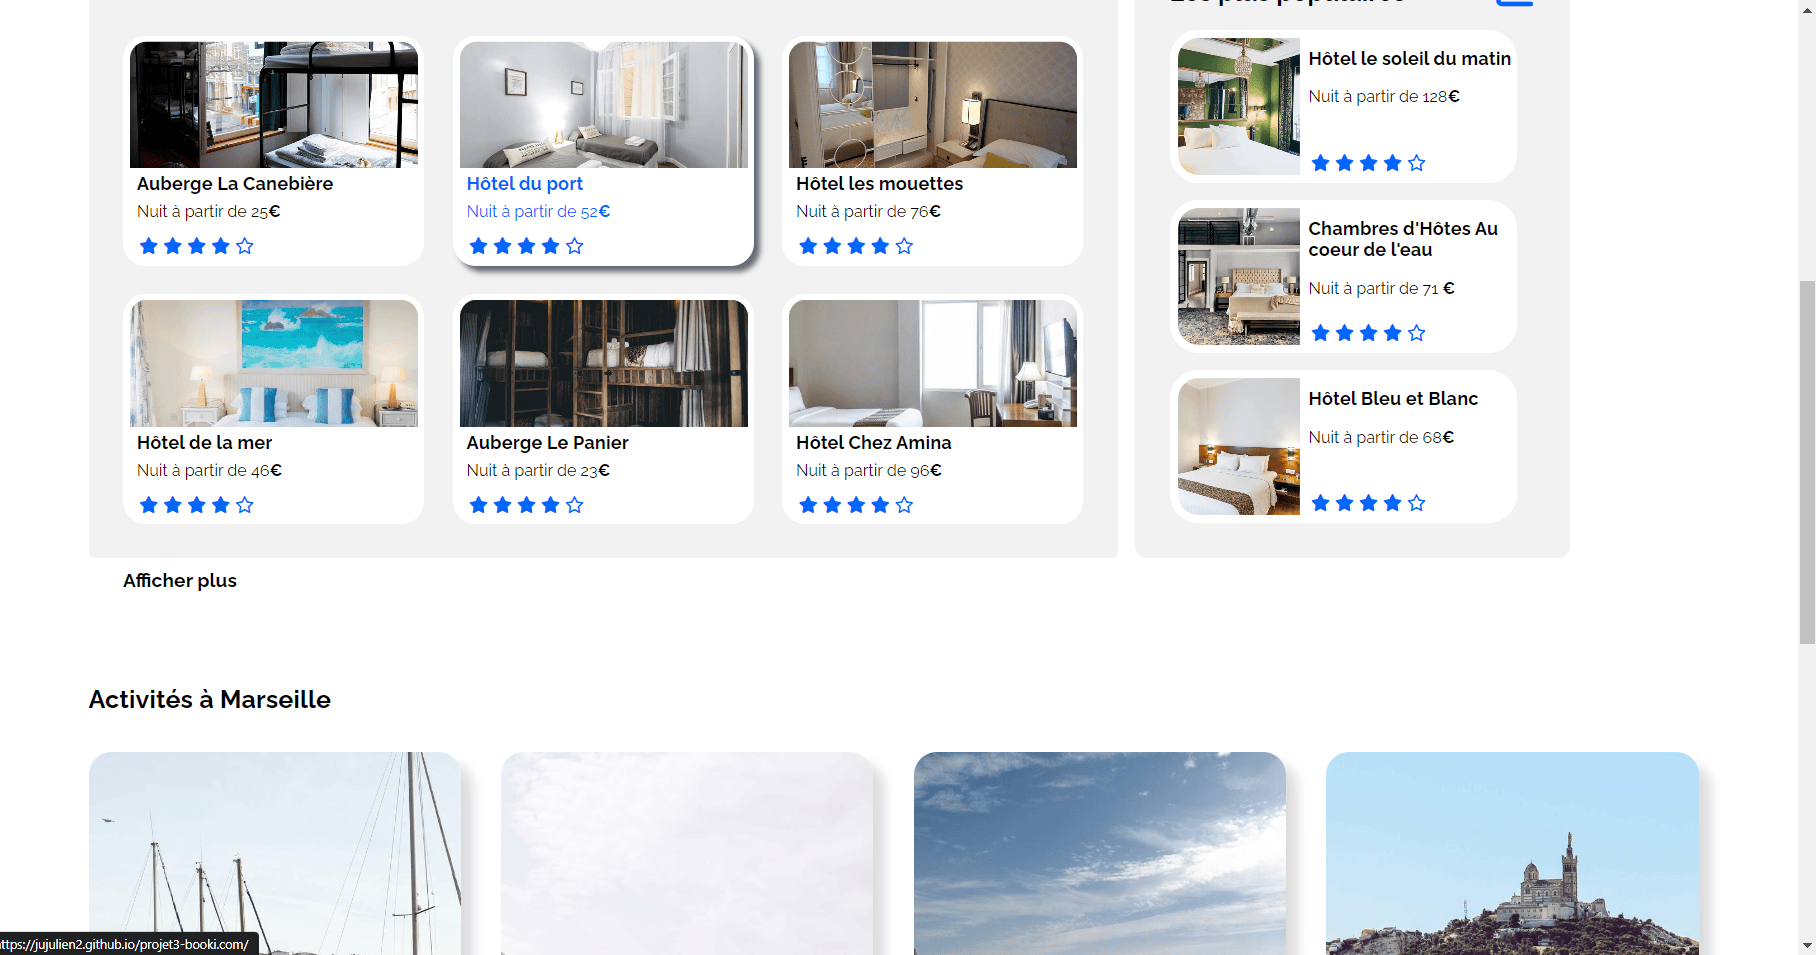 Les plus populaires
Auberge La Canebière
Nuit à partir de 25€
Hôtel du port
Nuit à partir de 52€
Hôtel les mouettes
Nuit à partir de 76€
Hôtel de la mer
Nuit à partir de 46€
Auberge Le Panier
Nuit à partir de 23€
Hôtel Chez Amina
Nuit à partir de 96€
Hôtel le soleil du matin
Nuit à partir de 128€
Chambres d'Hôtes Au
coeur de l'eau
Nuit à partir de 71 €
Hôtel Bleu et Blanc
Nuit à partir de 68€
Afficher plus
Activités à Marseille
ttps://jujulien2.github.io/projet3-booki.com/